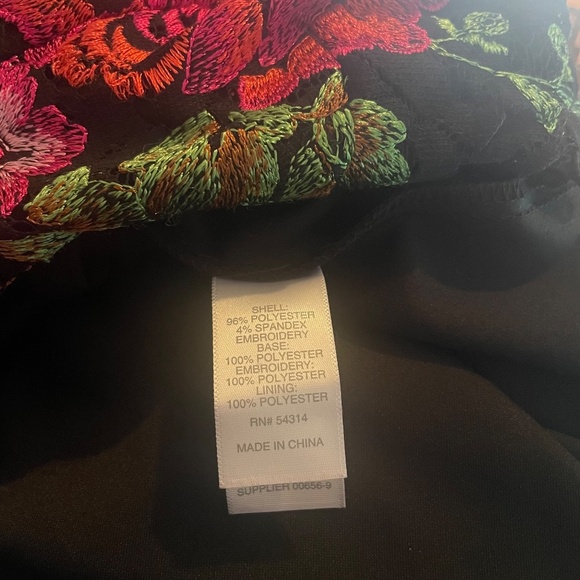 SHELL:
96% POLYESTER
4% SPANDEX
EMBROIDERY
BASE:
100% POLYESTER
EMBROIDERY:
100% POLYESTER
LINING:
100% POLYESTER
RN# 54314
MADE IN CHINA
SUPPLIER 00656-9